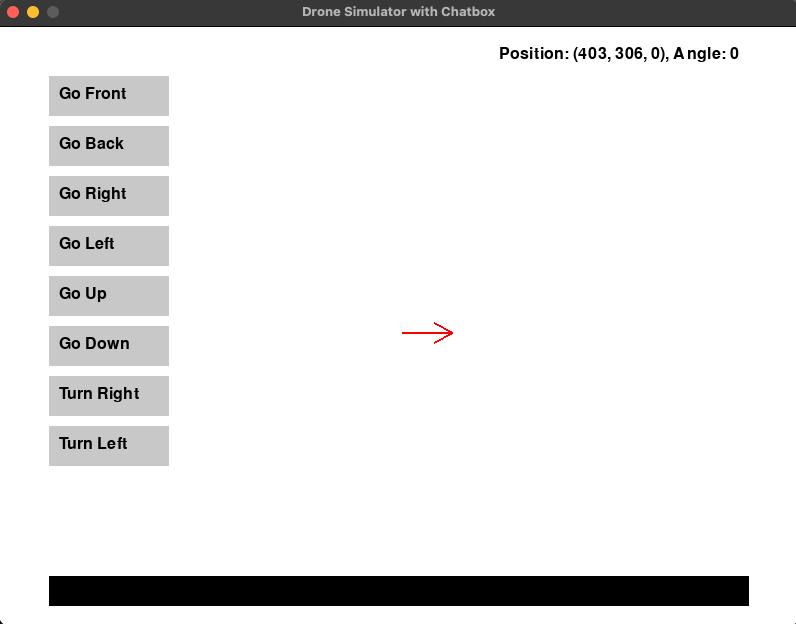 Drone Simulator with Chatbox
Position: (403, 306, 0), Angle: 0
Go Front
Go Back
Go Right
Go Left
Go Up
Go Down
Turn Right
Turn Left